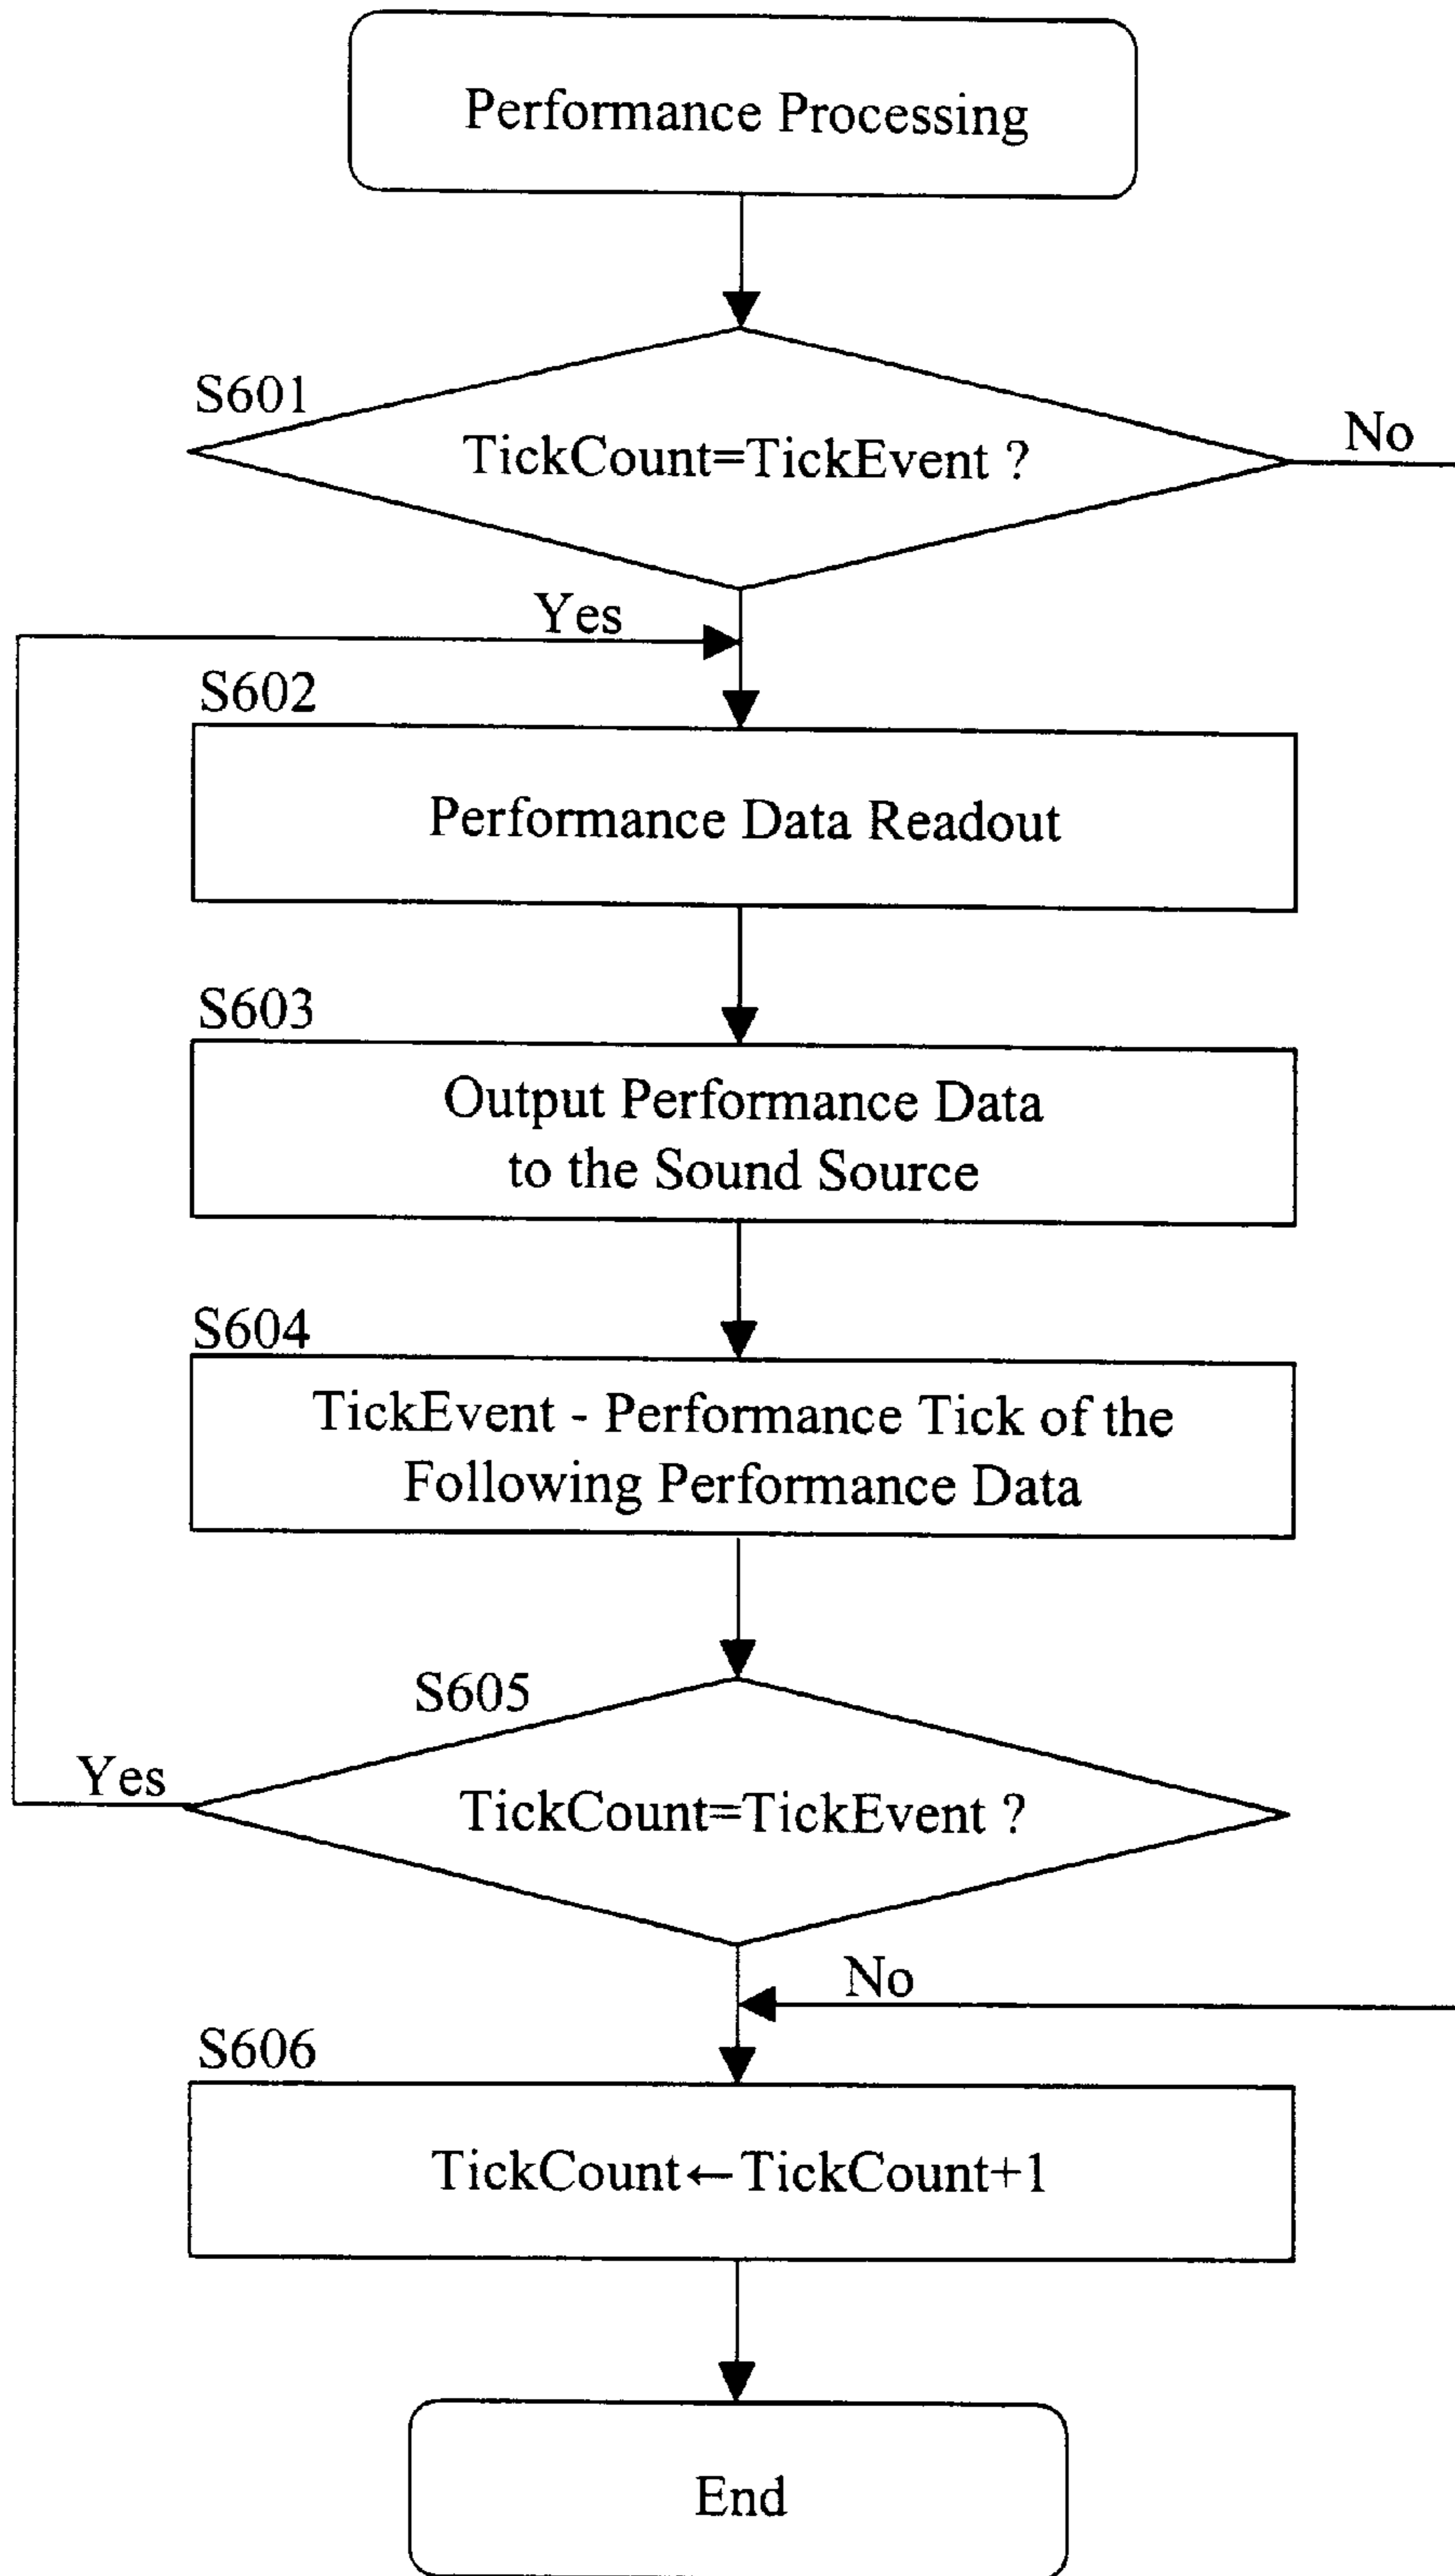 Performance Processing
S601
TickCount=TickEvent ?
No
Yes
S602
Performance Data Readout
S603
Output Performance Data
to the Sound Source
S604
TickEvent - Performance Tick of the
Following Performance Data
S605
Yes
TickCount=TickEvent ?
No
S606
TickCount←TickCount+1
End